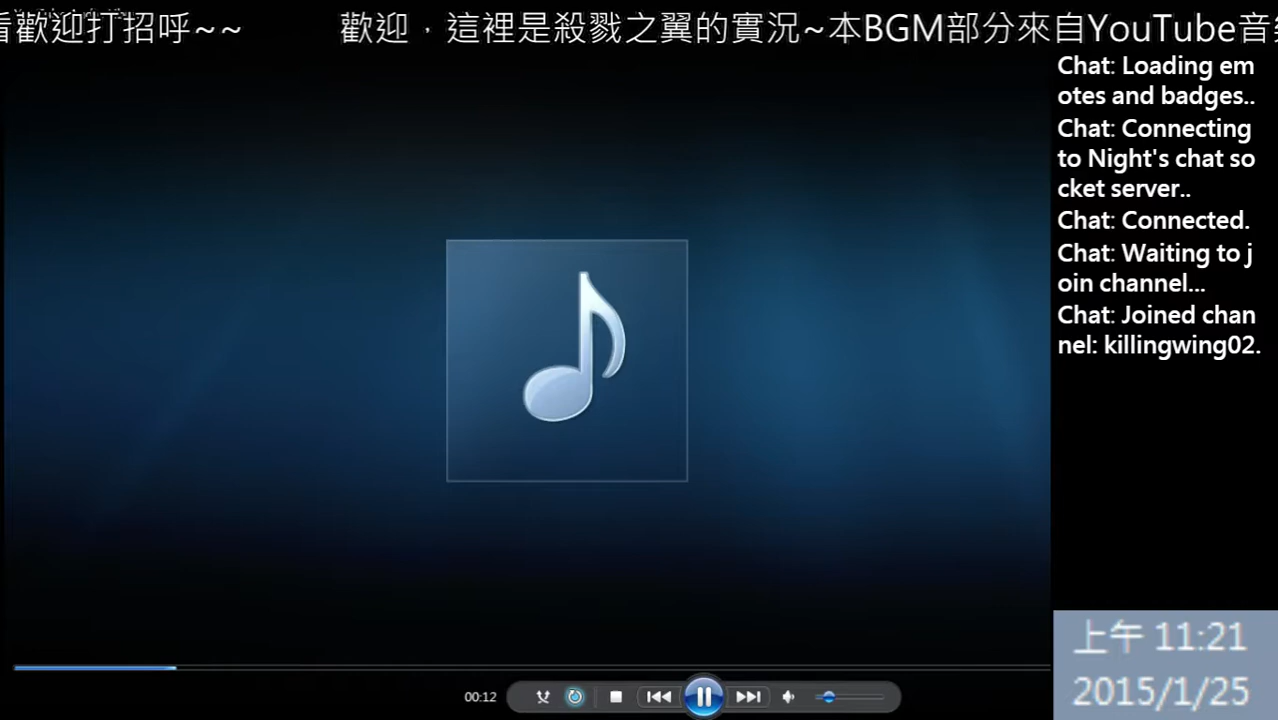 看歡迎打招呼~~ 歡迎，這裡是殺戮之翼的實況~本BGM部分來自YouTube音樂
Chat: Loading em
otes and badges..
Chat: Connecting
to Night's chat so
cket server..
Chat: Connected.
Chat: Waiting to j
oin channel...
Chat: Joined chan
nel: killingwing02.
上午 11:21
2015/1/25
00:12